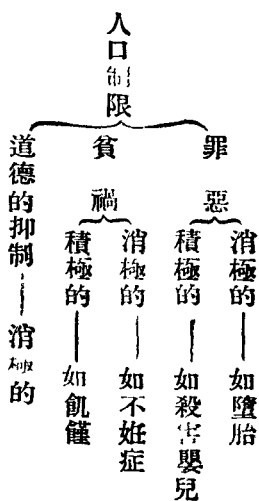 人口制限
罪惡
消極的——如墮胎
積極的——如殺害嬰兒
貧禍
消極的——如不妊症
積極的——如飢饉
道德的抑制——消極的